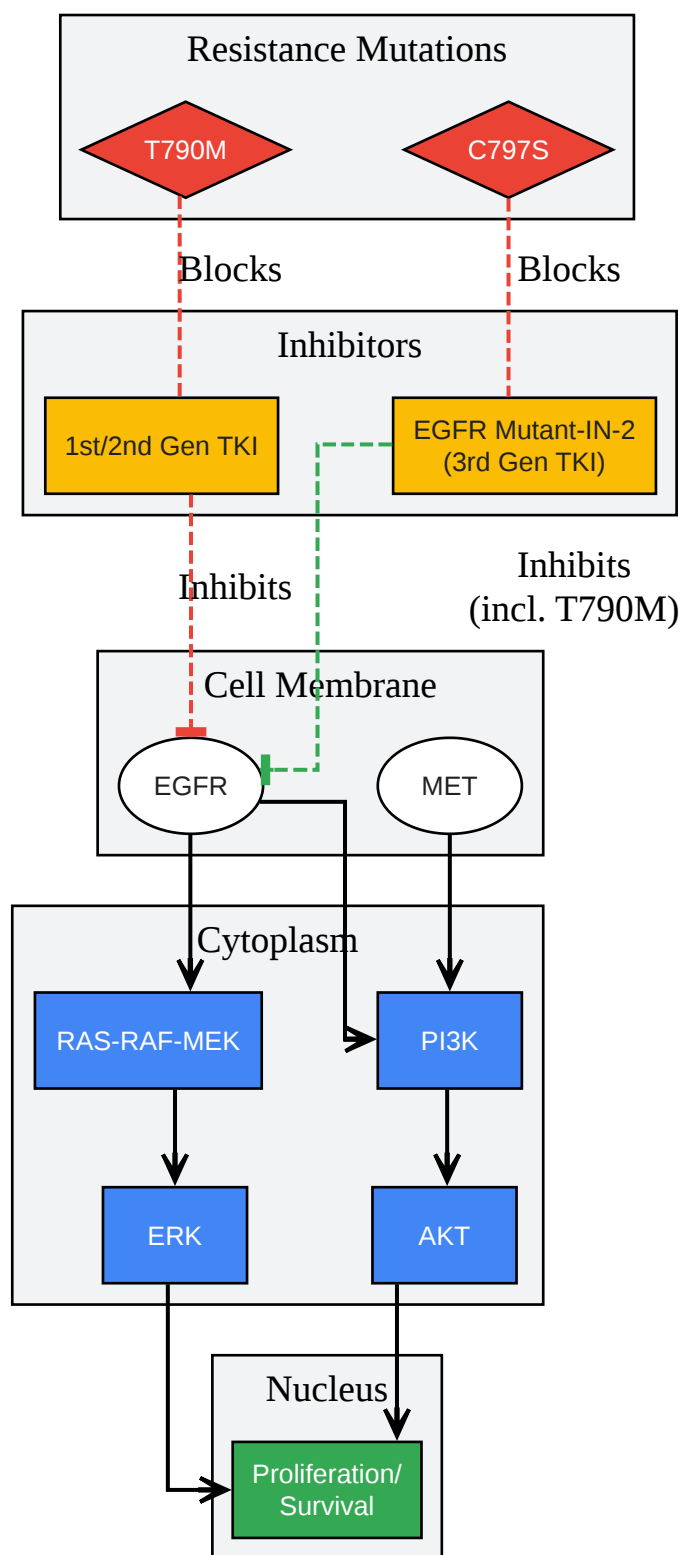 Resistance Mutations
T790M
C797S
Blocks
Blocks
Inhibitors
1st/2nd Gen TKI
EGFR Mutant-IN-2
(3rd Gen TKI)
Inhibits
Inhibits
(incl. T790M)
Cell Membrane
EGFR
MET
Cytoplasm
RAS-RAF-MEK
PI3K
ERK
AKT
Nucleus
Proliferation/
Survival